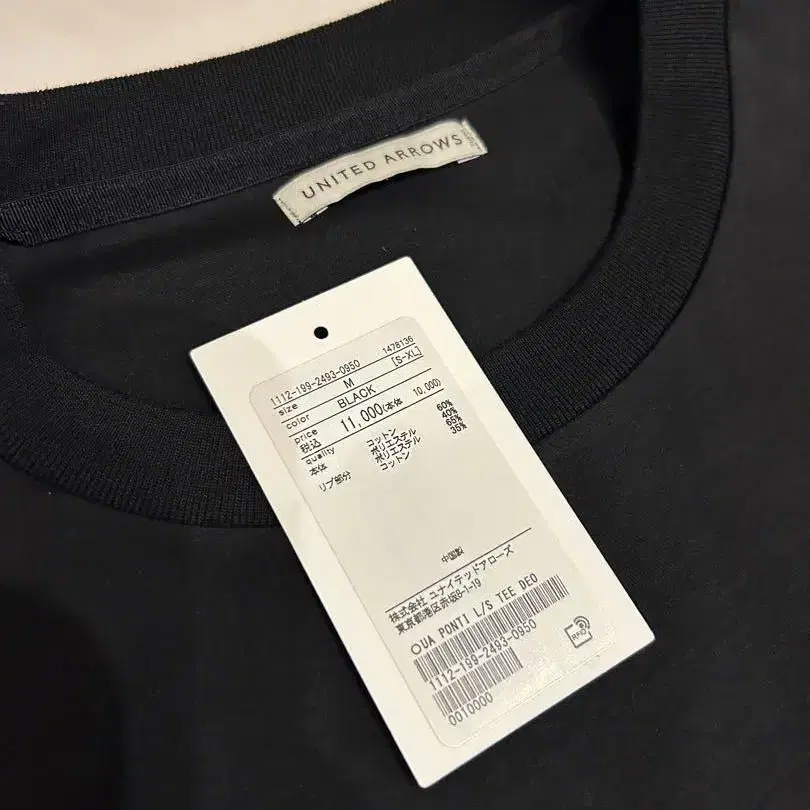 UNITED ARROWS
1112-199-2493-0950 1478136
size M [S-XL]
color BLACK
price 11,000(本体 10,000)
税込
quality
本体 コットン 60%
ポリエステル 40%
リブ部分 ポリエステル 65%
コットン 35%
中国製
株式会社 ユナイテッドアローズ
東京都港区赤坂8-1-19
OUA PONTI L/S TEE DEO
1112-199-2493-0950
0010000
RFID